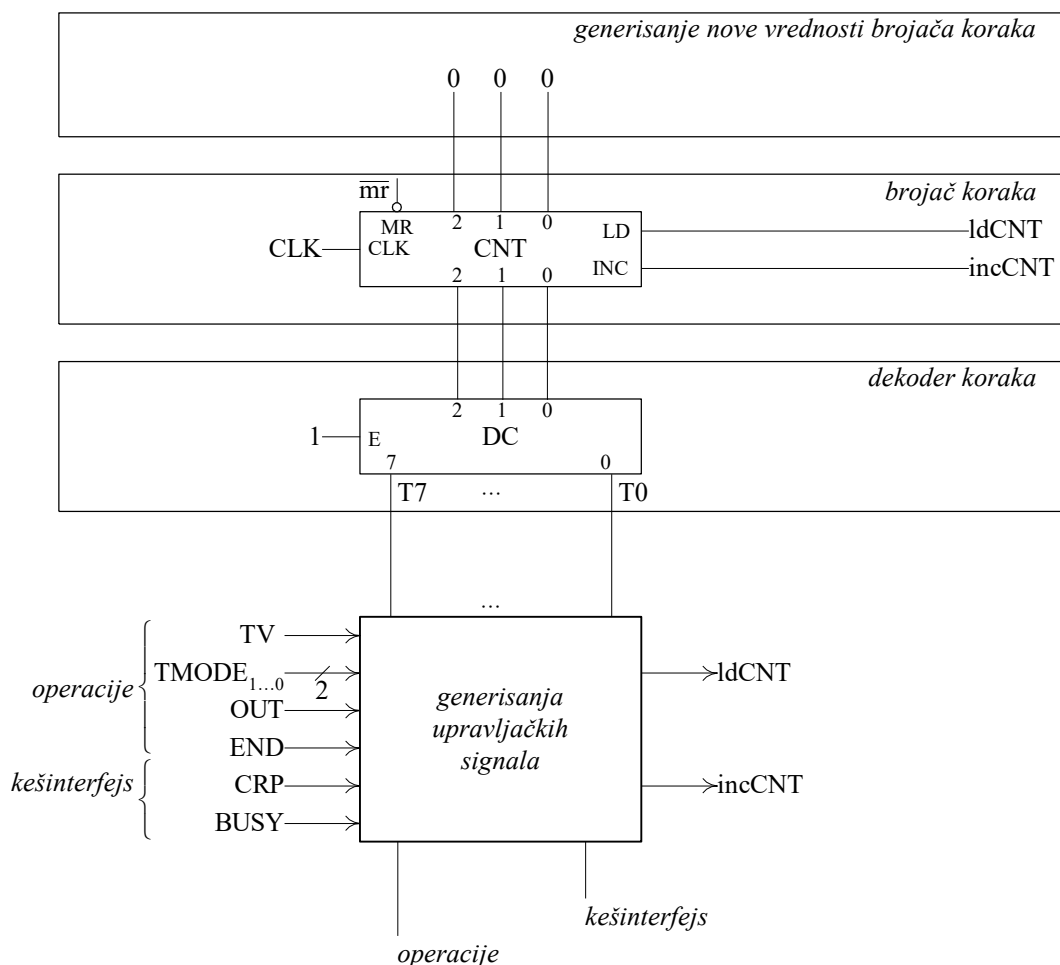 generisanje nove vrednosti brojača koraka
0 0 0
brojač koraka
mr
MR 2 1 0 LD ldCNT
CLK CLK CNT
INC incCNT
2 1 0
dekoder koraka
2 1 0
1 E DC
7 0
T7 ... T0
...
operacije
TV
TMODE1...0 2
OUT
END
kešinterfejs
CRP
BUSY
generisanja
upravljačkih
signala
ldCNT
incCNT
kešinterfejs
operacije